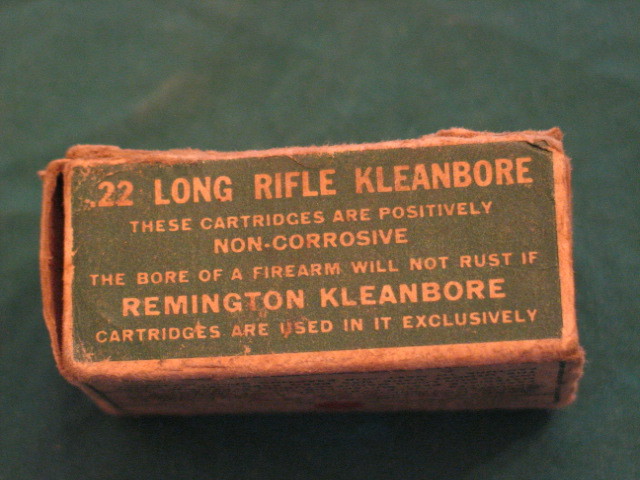 .22 LONG RIFLE KLEANBORE
THESE CARTRIDGES ARE POSITIVELY
NON-CORROSIVE
THE BORE OF A FIREARM WILL NOT RUST IF
REMINGTON KLEANBORE
CARTRIDGES ARE USED IN IT EXCLUSIVELY